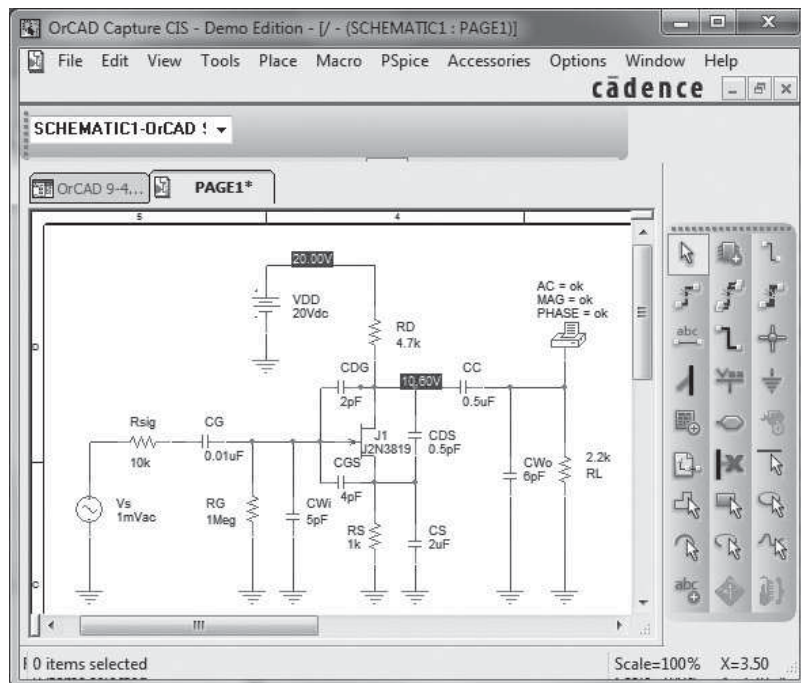 OrCAD Capture CIS - Demo Edition - [/ - (SCHEMATIC1 : PAGE1)]
File Edit View Tools Place Macro PSpice Accessories Options Window Help
cādence
SCHEMATIC1-OrCAD
OrCAD 9-4... PAGE1*
5 4
20.00V
VDD
20Vdc
AC = ok
MAG = ok
PHASE = ok
RD
4.7k
D
CDG
2pF
10.60V
CC
0.5uF
Rsig
10k
CG
0.01uF
J1
J2N3819
CDS
0.5pF
CGS
4pF
CWo
6pF
2.2k
RL
Vs
1mVac
RG
1Meg
CWi
5pF
RS
1k
CS
2uF
C
abc
Vaa
abc
0 items selected Scale=100% X=3.50